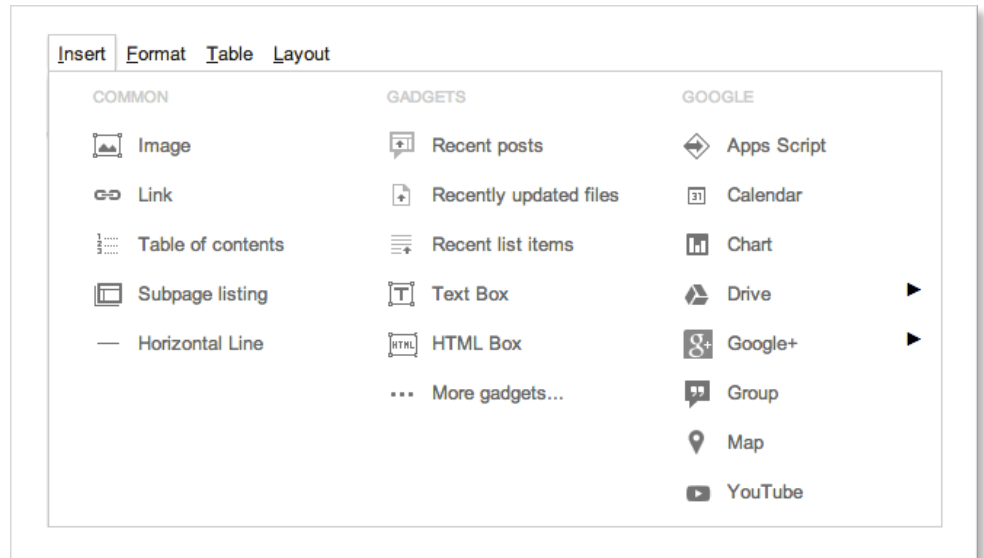 Insert Format Table Layout
COMMON
Image
Link
Table of contents
Subpage listing
Horizontal Line
GADGETS
Recent posts
Recently updated files
Recent list items
Text Box
HTML
HTML Box
More gadgets...
GOOGLE
Apps Script
31
Calendar
Chart
Drive
g+
Google+
Group
Map
YouTube